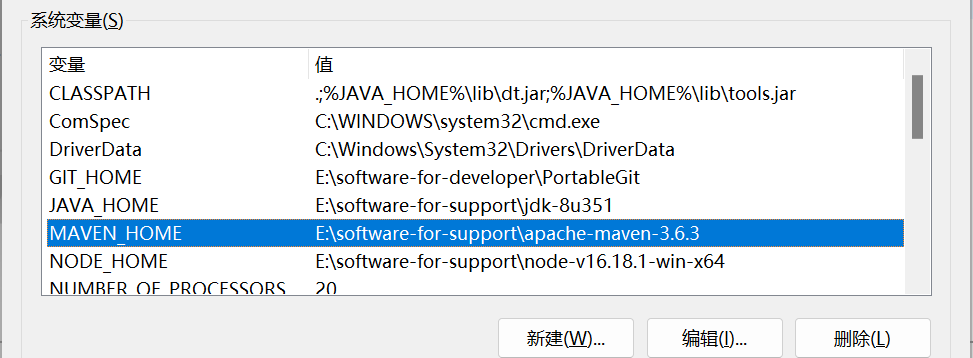 系统变量(S)
变量 值
CLASSPATH .;%JAVA_HOME%\lib\dt.jar;%JAVA_HOME%\lib\tools.jar
ComSpec C:\WINDOWS\system32\cmd.exe
DriverData C:\Windows\System32\Drivers\DriverData
GIT_HOME E:\software-for-developer\PortableGit
JAVA_HOME E:\software-for-support\jdk-8u351
MAVEN_HOME E:\software-for-support\apache-maven-3.6.3
NODE_HOME E:\software-for-support\node-v16.18.1-win-x64
NUMBER_OF_PROCESSORS 20
新建(W)... 编辑(I)... 删除(L)